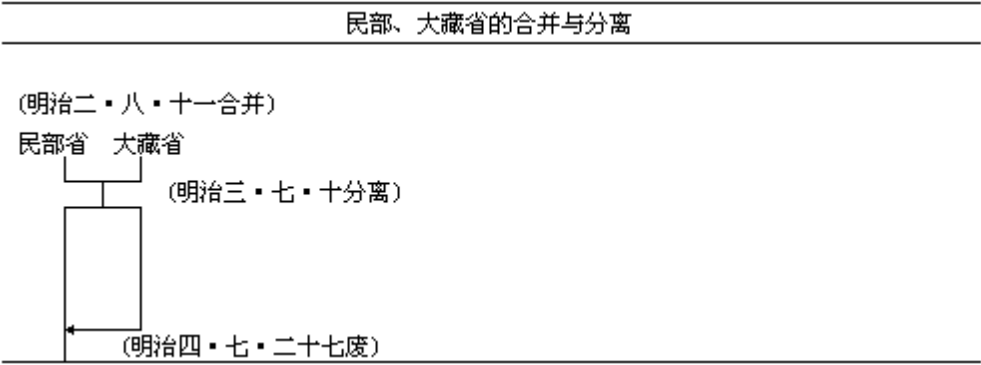 民部、大藏省的合并与分离
(明治二·八·十一合并)
民部省 大藏省
(明治三·七·十分离)
(明治四·七·二十七废)